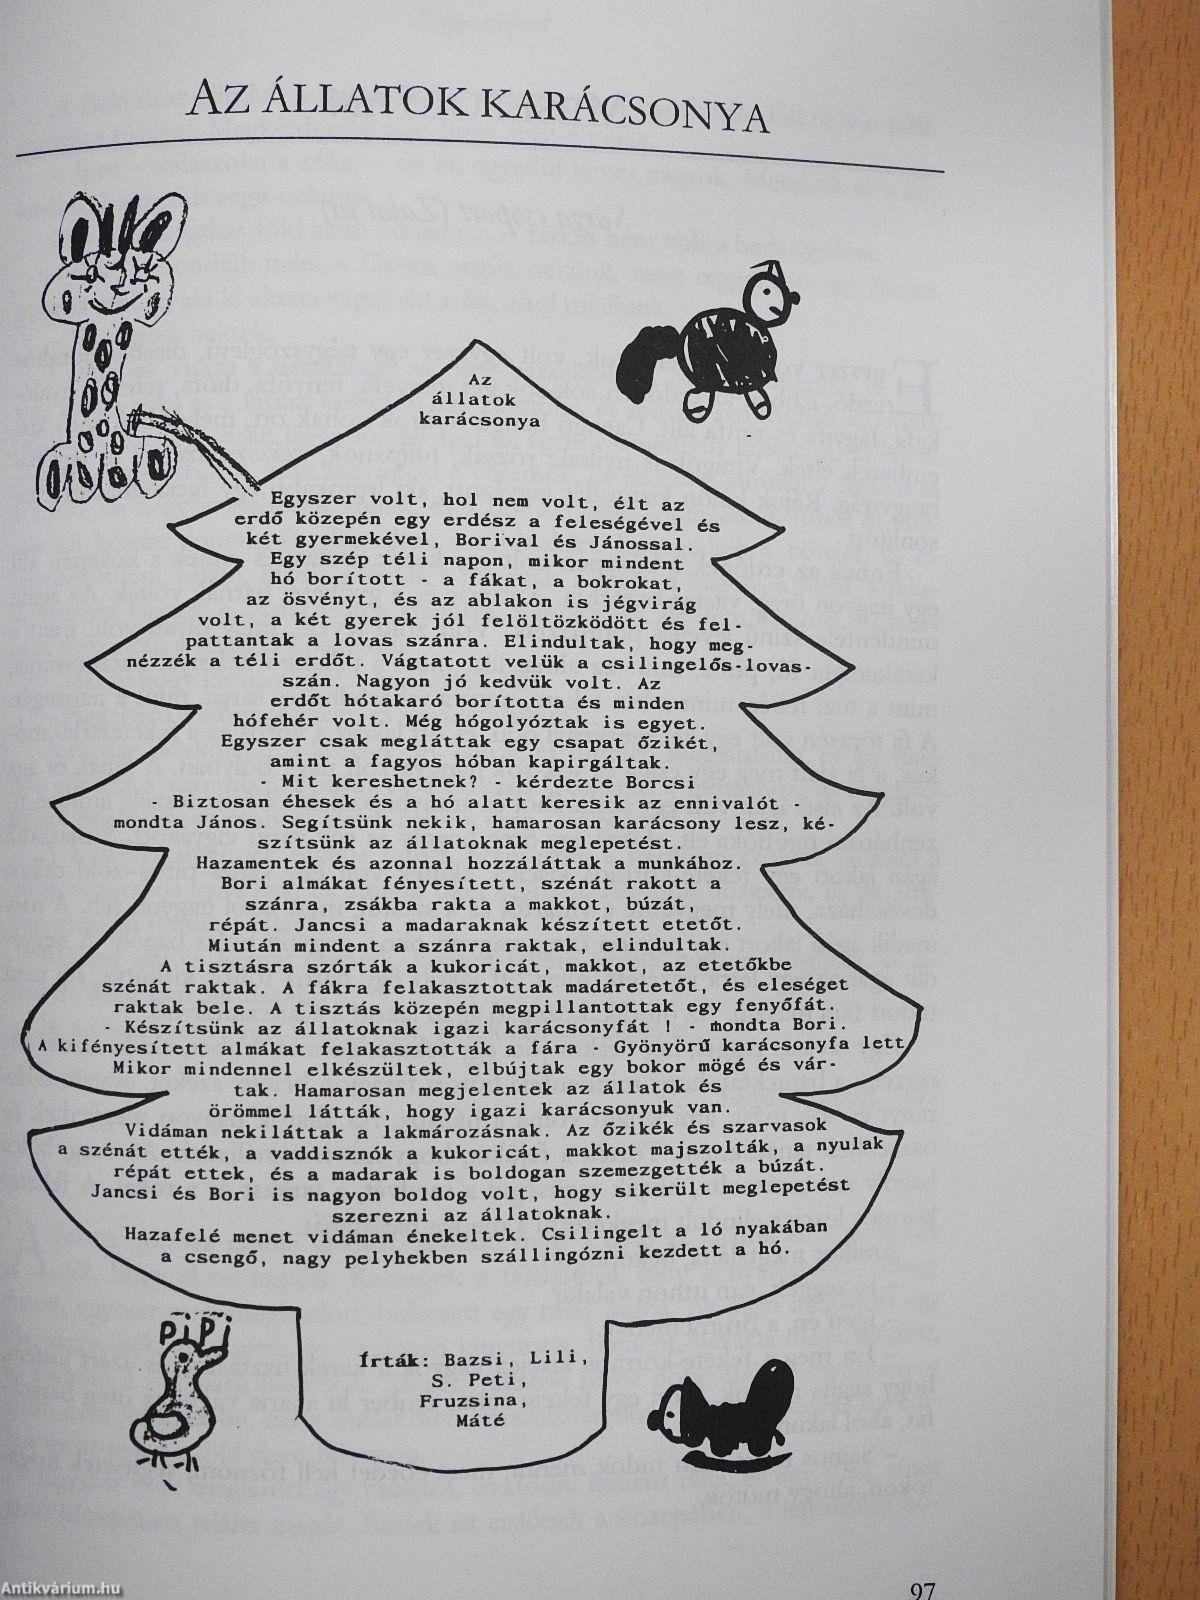 AZ ÁLLATOK KARÁCSONYA
Az
állatok
karácsonya
Egyszer volt, hol nem volt, élt az
erdő közepén egy erdész a feleségével és
két gyermekével, Borival és Jánossal.
Egy szép téli napon, mikor mindent
hó borított - a fákat, a bokrokat,
az ösvényt, és az ablakon is jégvirág
volt, a két gyerek jól felöltözködött és fel-
pattantak a lovas szánra. Elindultak, hogy meg-
nézzék a téli erdőt. Vágtatott velük a csilingelős-lovas-
szán. Nagyon jó kedvük volt. Az
erdőt hótakaró borította és minden
hófehér volt. Még hógolyóztak is egyet.
Egyszer csak megláttak egy csapat őzikét,
amint a fagyos hóban kapirgáltak.
- Mit kereshetnek? - kérdezte Borcsi
- Biztosan éhesek és a hó alatt keresik az ennivalót -
mondta János. Segítsünk nekik, hamarosan karácsony lesz, ké-
szítsünk az állatoknak meglepetést.
Hazamentek és azonnal hozzáláttak a munkához.
Bori almákat fényesített, szénát rakott a
szánra, zsákba rakta a makkot, búzát,
répát. Jancsi a madaraknak készített etetőt.
Miután mindent a szánra raktak, elindultak.
A tisztásra szórták a kukoricát, makkot, az etetőkbe
szénát raktak. A fákra felakasztottak madáretetőt, és eleséget
raktak bele. A tisztás közepén megpillantottak egy fenyőfát.
- Készítsünk az állatoknak igazi karácsonyfát ! - mondta Bori.
A kifényesített almákat felakasztották a fára - Gyönyörű karácsonyfa lett
Mikor mindennel elkészültek, elbújtak egy bokor mögé és vár-
tak. Hamarosan megjelentek az állatok és
örömmel látták, hogy igazi karácsonyuk van.
Vidáman nekiláttak a lakmározásnak. Az őzikék és szarvasok
a szénát ették, a vaddisznók a kukoricát, makkot majszolták, a nyulak
répát ettek, és a madarak is boldogan szemezgették a búzát.
Jancsi és Bori is nagyon boldog volt, hogy sikerült meglepetést
szerezni az állatoknak.
Hazafelé menet vidáman énekeltek. Csilingelt a ló nyakában
a csengő, nagy pelyhekben szállingózni kezdett a hó.
PiPi
Írták: Bazsi, Lili,
S. Peti,
Fruzsina,
Máté
Antikvárium.hu
97